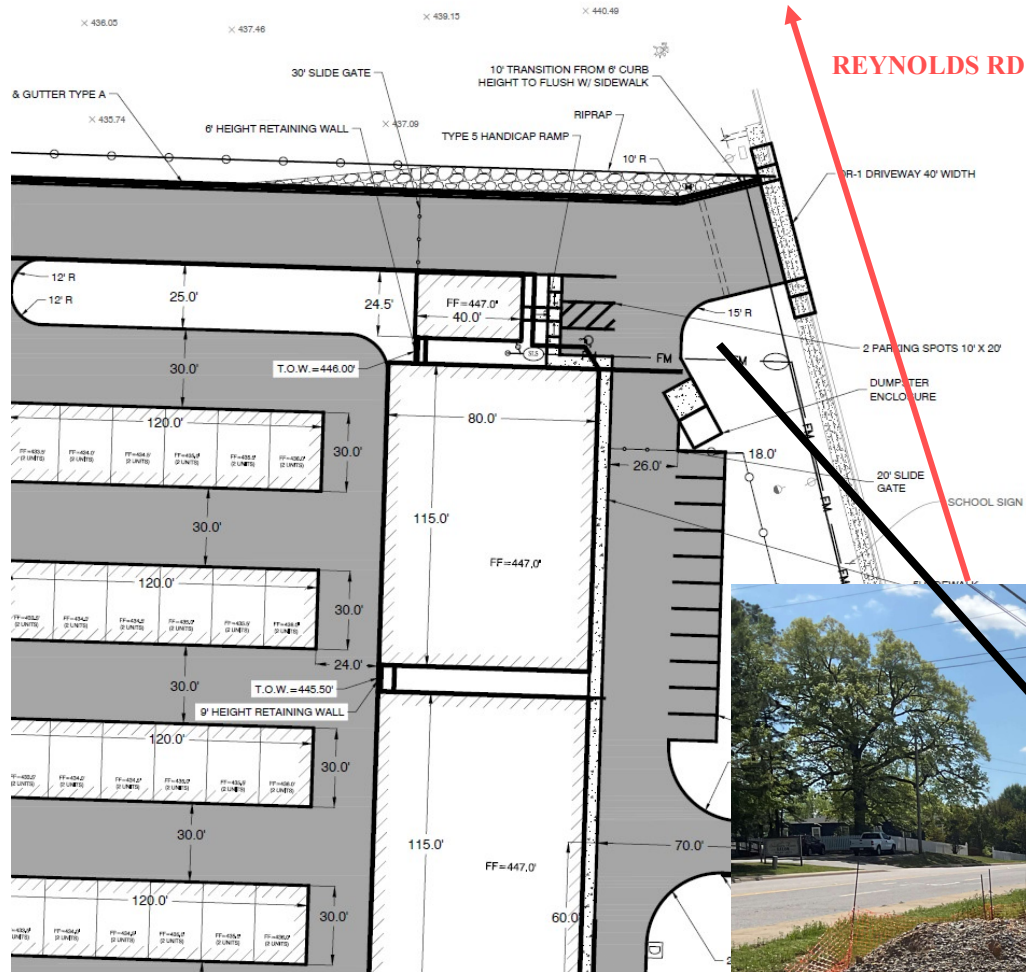 436.05
437.46
439.15
440.49
REYNOLDS RD
30' SLIDE GATE
10' TRANSITION FROM 6' CURB
HEIGHT TO FLUSH W/ SIDEWALK
& GUTTER TYPE A
435.74
437.09
RIPRAP
6' HEIGHT RETAINING WALL
TYPE 5 HANDICAP RAMP
10' R
DR-1 DRIVEWAY 40' WIDTH
12' R
12' R
25.0'
24.5'
FF=447.0'
40.0'
15' R
2 PARKING SPOTS 10' X 20'
FM
FM
T.O.W.=446.00'
30.0'
DUMPSTER
ENCLOSURE
120.0'
80.0'
30.0'
FM
26.0'
18.0'
20' SLIDE
GATE
FM
SCHOOL SIGN
30.0'
115.0'
FF=447.0'
FM
120.0'
30.0'
24.0'
30.0'
T.O.W.=445.50'
9' HEIGHT RETAINING WALL
120.0'
30.0'
30.0'
115.0'
70.0'
FF=447.0'
120.0'
30.0'
60.0'
D